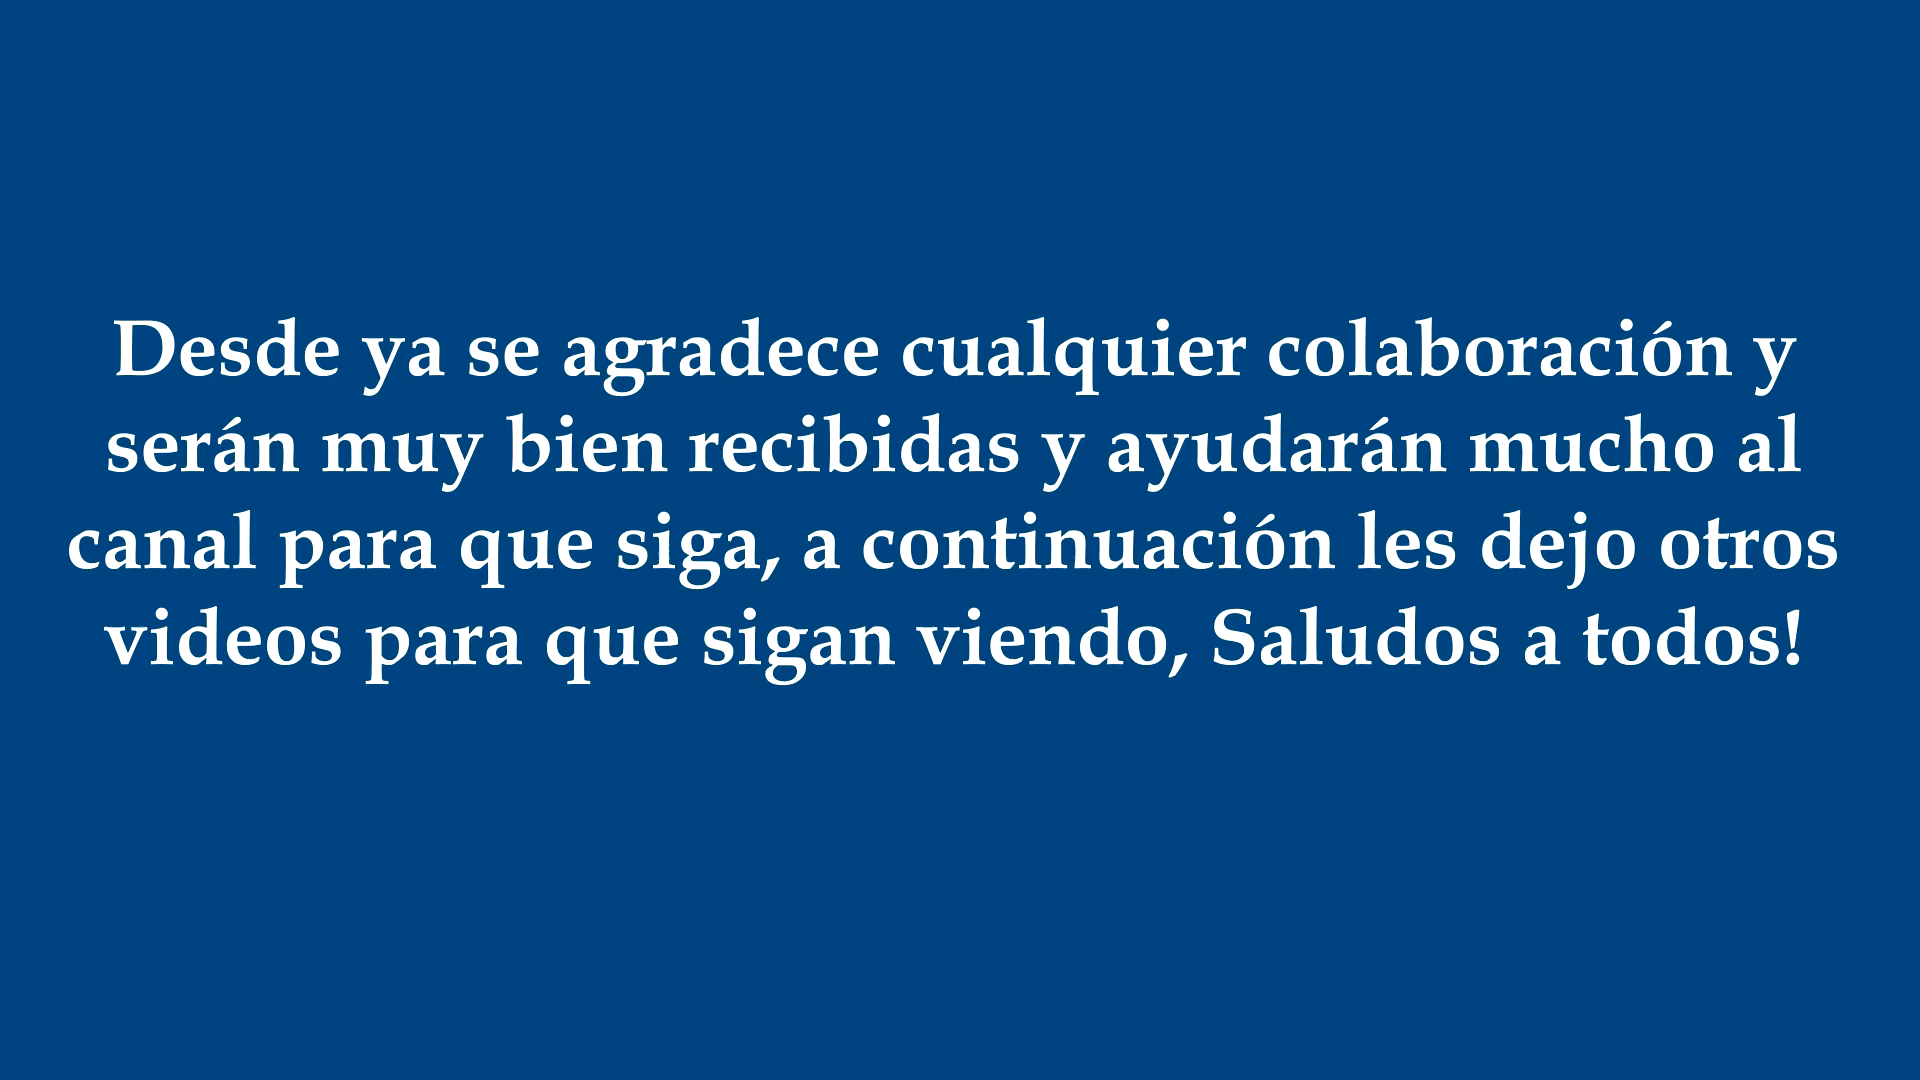 Desde ya se agradece cualquier colaboración y
serán muy bien recibidas y ayudarán mucho al
canal para que siga, a continuación les dejo otros
videos para que sigan viendo, Saludos a todos!